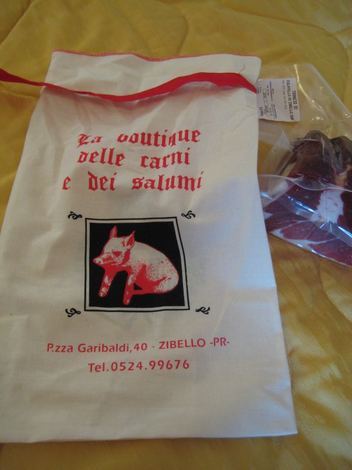 La boutique
delle carni
e dei salumi
P.zza Garibaldi, 40 - ZIBELLO -PR-
Tel. 0524.99676